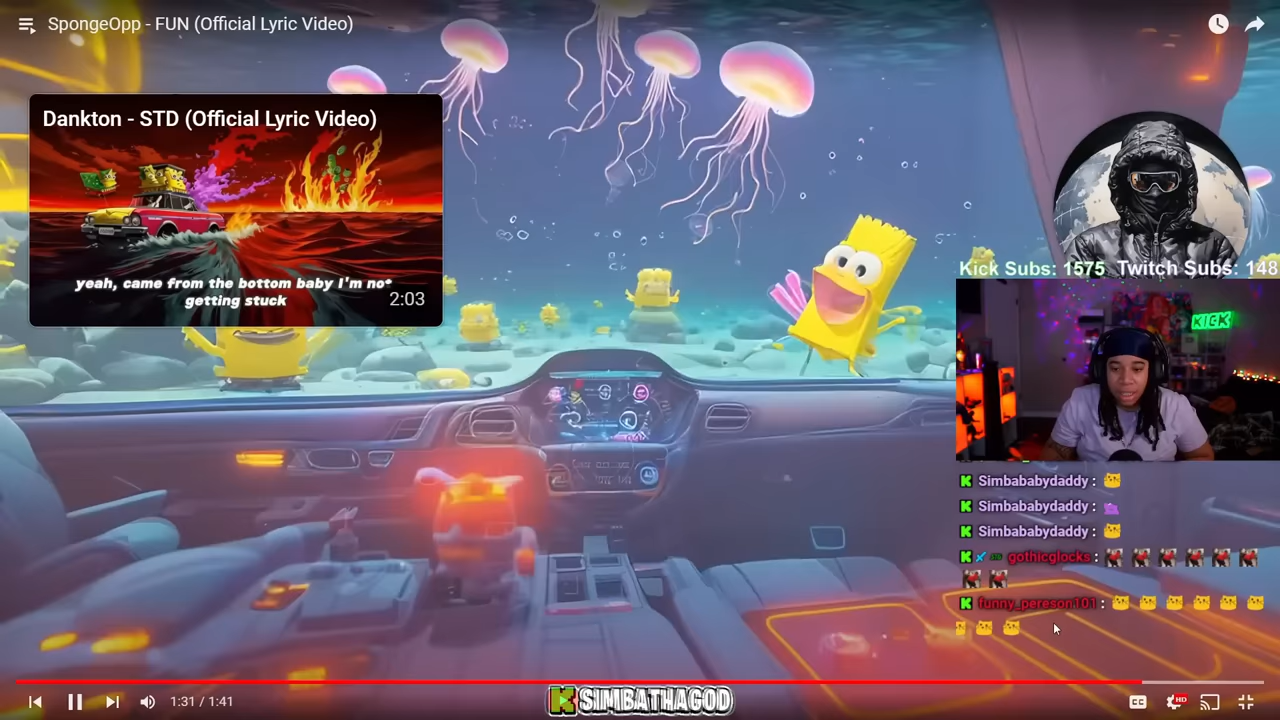 SpongeOpp - FUN (Official Lyric Video)
Dankton - STD (Official Lyric Video)
yeah, came from the bottom baby I'm not
getting stuck
2:03
Kick Subs: 1575 Twitch Subs: 148
KICK
Simbababydaddy :
Simbababydaddy :
Simbababydaddy :
gothicglocks :
funny_pereson101 :
1:31 / 1:41
K SIMBATHAGOD
CC
HD